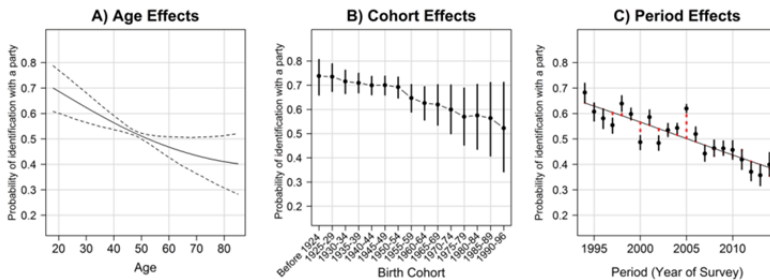 A) Age Effects
Probability of identification with a party
0.8
0.7
0.6
0.5
0.4
0.3
0.2
20 30 40 50 60 70 80
Age
B) Cohort Effects
Probability of identification with a party
0.8
0.7
0.6
0.5
0.4
0.3
0.2
Before 1924
1925-29
1930-34
1935-39
1940-44
1945-49
1950-54
1955-59
1960-64
1965-69
1970-74
1975-79
1980-84
1985-89
1990-96
Birth Cohort
C) Period Effects
Probability of identification with a party
0.8
0.7
0.6
0.5
0.4
0.3
0.2
1995 2000 2005 2010
Period (Year of Survey)